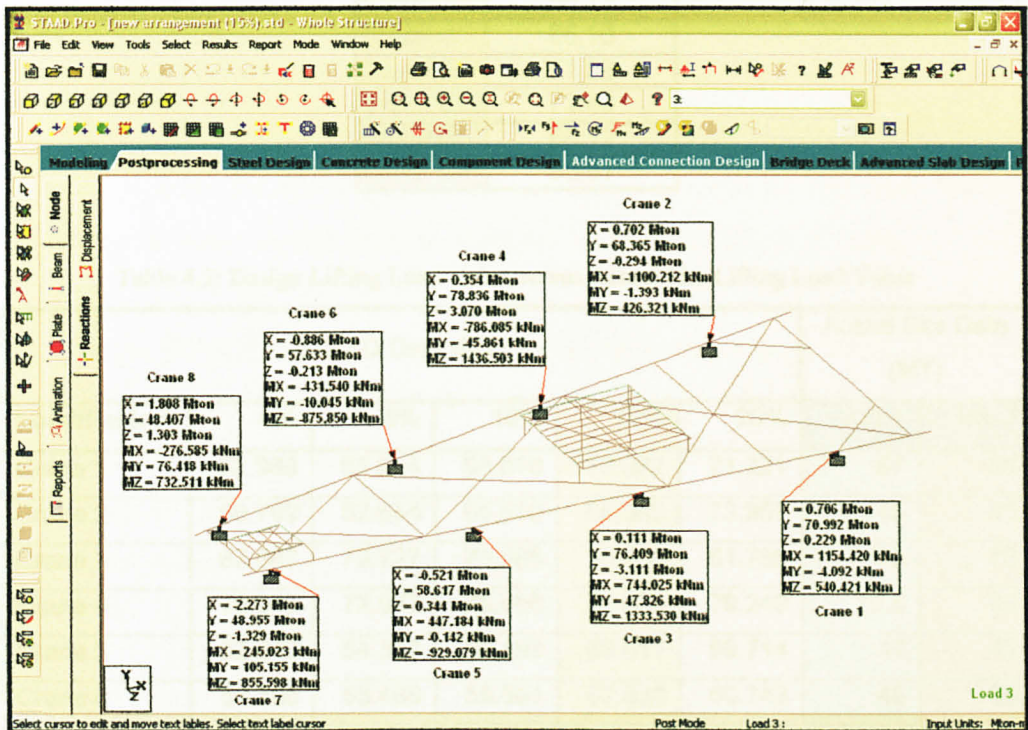 STAAD.Pro - [new arrangement (15%).std - Whole Structure]
File Edit View Tools Select Results Report Mode Window Help
3:
Modeling Postprocessing Steel Design Concrete Design Component Design Advanced Connection Design Bridge Deck Advanced Slab Design
Node
Displacement
Beam
Reactions
Plate
Animation
Reports
Crane 2
X = 0.702 Mton
Y = 68.365 Mton
Z = -0.294 Mton
MX = -1100.212 kNm
MY = -1.393 kNm
MZ = 426.321 kNm
Crane 4
X = 0.354 Mton
Y = 78.836 Mton
Z = 3.070 Mton
MX = -786.085 kNm
MY = -45.861 kNm
MZ = 1436.503 kNm
Crane 6
X = -0.886 Mton
Y = 57.633 Mton
Z = -0.213 Mton
MX = -431.540 kNm
MY = -10.045 kNm
MZ = -875.850 kNm
Crane 8
X = 1.808 Mton
Y = 48.407 Mton
Z = 1.303 Mton
MX = -276.585 kNm
MY = 76.418 kNm
MZ = 732.511 kNm
X = 0.706 Mton
Y = 70.992 Mton
Z = 0.229 Mton
MX = 1154.420 kNm
MY = -4.092 kNm
MZ = 540.421 kNm
Crane 1
X = 0.111 Mton
Y = 76.409 Mton
Z = -3.111 Mton
MX = 744.025 kNm
MY = 47.826 kNm
MZ = 1333.530 kNm
Crane 3
X = -0.521 Mton
Y = 58.617 Mton
Z = 0.344 Mton
MX = 447.184 kNm
MY = -0.142 kNm
MZ = -929.079 kNm
Crane 5
X = -2.273 Mton
Y = 48.955 Mton
Z = -1.329 Mton
MX = 245.023 kNm
MY = 105.155 kNm
MZ = 855.598 kNm
Crane 7
Y
X
Z
Load 3
Select cursor to edit and move text lables. Select text label cursor
Post Mode
Load 3 :
Input Units: Mton-m